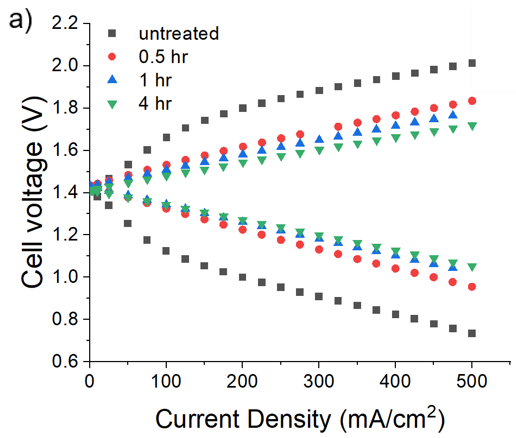 a)
untreated
0.5 hr
1 hr
4 hr
Cell voltage (V)
2.2
2.0
1.8
1.6
1.4
1.2
1.0
0.8
0.6
0 100 200 300 400 500
Current Density (mA/cm²)